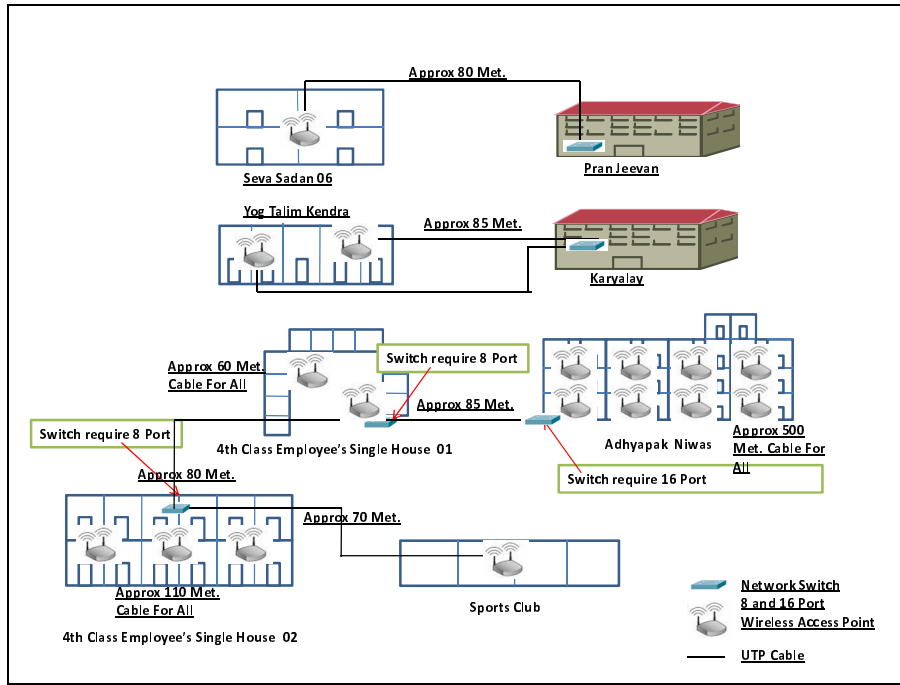 Approx 80 Met.
Seva Sadan 06
Pran Jeevan
Yog Talim Kendra
Approx 85 Met.
Karyalay
Switch require 8 Port
Approx 60 Met.
Cable For All
Approx 85 Met.
Switch require 8 Port
4th Class Employee's Single House 01
Adhyapak Niwas
Approx 500
Met. Cable For
All
Switch require 16 Port
Approx 80 Met.
Approx 70 Met.
Approx 110 Met.
Cable For All
4th Class Employee's Single House 02
Sports Club
Network Switch
8 and 16 Port
Wireless Access Point
UTP Cable